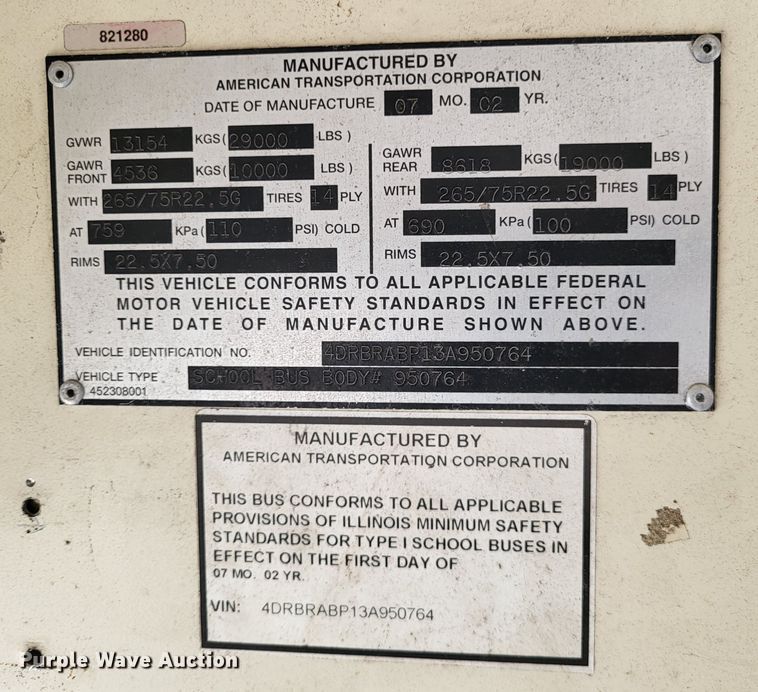 821280
MANUFACTURED BY
AMERICAN TRANSPORTATION CORPORATION
DATE OF MANUFACTURE 07 MO. 02 YR.
GVWR 13154 KGS( 29000 LBS )
GAWR FRONT 4536 KGS( 10000 LBS )
WITH 265/75R22.5G TIRES 14 PLY
AT 759 KPa( 110 PSI) COLD
RIMS 22.5X7.50
GAWR REAR 8618 KGS( 19000 LBS )
WITH 265/75R22.5G TIRES 14 PLY
AT 690 KPa( 100 PSI) COLD
RIMS 22.5X7.50
THIS VEHICLE CONFORMS TO ALL APPLICABLE FEDERAL
MOTOR VEHICLE SAFETY STANDARDS IN EFFECT ON
THE DATE OF MANUFACTURE SHOWN ABOVE.
VEHICLE IDENTIFICATION NO. 4DRBRABP13A950764
VEHICLE TYPE SCHOOL BUS BODY# 950764
452308001
MANUFACTURED BY
AMERICAN TRANSPORTATION CORPORATION
THIS BUS CONFORMS TO ALL APPLICABLE
PROVISIONS OF ILLINOIS MINIMUM SAFETY
STANDARDS FOR TYPE I SCHOOL BUSES IN
EFFECT ON THE FIRST DAY OF
07 MO. 02 YR.
VIN: 4DRBRABP13A950764
Purple Wave Auction